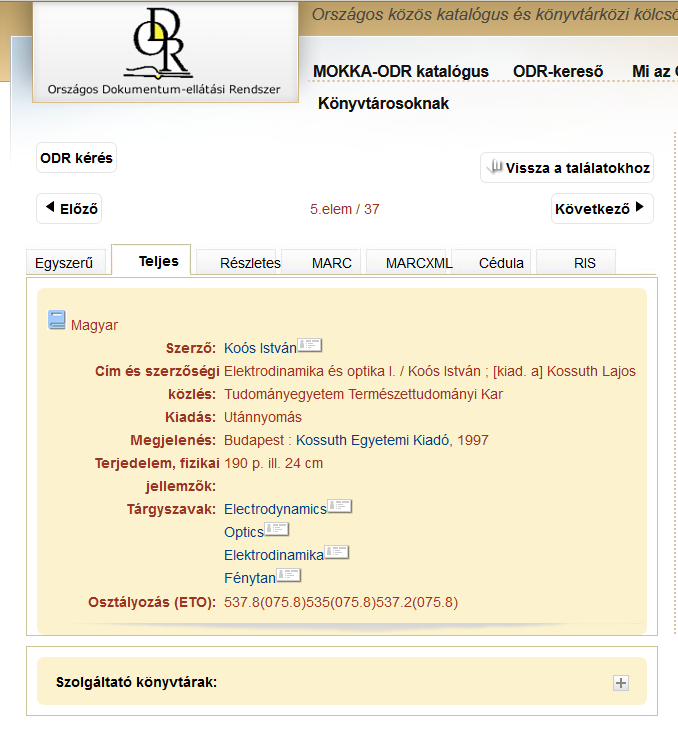 Országos közös katalógus és könyvtárközi
ODR
Országos Dokumentum-ellátási Rendszer
MOKKA-ODR katalógus ODR-kereső Mi az
Könyvtárosoknak
ODR kérés
Vissza a találatokhoz
Előző 5.elem / 37 Következő
Egyszerű Teljes Részletes MARC MARCXML Cédula RIS
Magyar
Szerző: Koós István
Cím és szerzőségi Elektrodinamika és optika I. / Koós István ; [kiad. a] Kossuth Lajos
közlés: Tudományegyetem Természettudományi Kar
Kiadás: Utánnyomás
Megjelenés: Budapest : Kossuth Egyetemi Kiadó, 1997
Terjedelem, fizikai 190 p. ill. 24 cm
jellemzők:
Tárgyszavak: Electrodynamics
Optics
Elektrodinamika
Fénytan
Osztályozás (ETO): 537.8(075.8)535(075.8)537.2(075.8)
Szolgáltató könyvtárak: